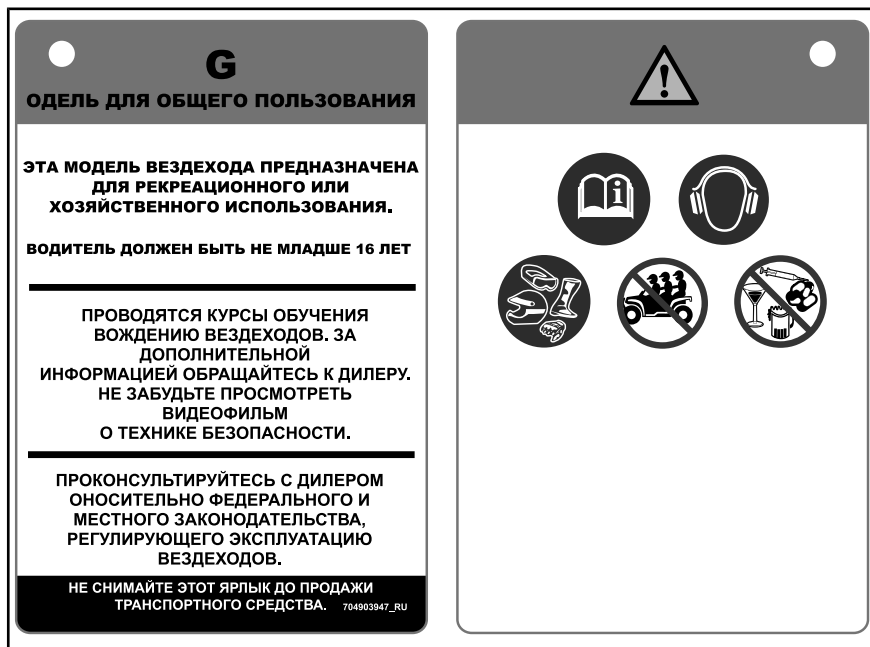 G
ОДЕЛЬ ДЛЯ ОБЩЕГО ПОЛЬЗОВАНИЯ
ЭТА МОДЕЛЬ ВЕЗДЕХОДА ПРЕДНАЗНАЧЕНА
ДЛЯ РЕКРЕАЦИОННОГО ИЛИ
ХОЗЯЙСТВЕННОГО ИСПОЛЬЗОВАНИЯ.
ВОДИТЕЛЬ ДОЛЖЕН БЫТЬ НЕ МЛАДШЕ 16 ЛЕТ
ПРОВОДЯТСЯ КУРСЫ ОБУЧЕНИЯ
ВОЖДЕНИЮ ВЕЗДЕХОДОВ. ЗА
ДОПОЛНИТЕЛЬНОЙ
ИНФОРМАЦИЕЙ ОБРАЩАЙТЕСЬ К ДИЛЕРУ.
НЕ ЗАБУДЬТЕ ПРОСМОТРЕТЬ
ВИДЕОФИЛЬМ
О ТЕХНИКЕ БЕЗОПАСНОСТИ.
ПРОКОНСУЛЬТИРУЙТЕСЬ С ДИЛЕРОМ
ОНОСИТЕЛЬНО ФЕДЕРАЛЬНОГО И
МЕСТНОГО ЗАКОНОДАТЕЛЬСТВА,
РЕГУЛИРУЮЩЕГО ЭКСПЛУАТАЦИЮ
ВЕЗДЕХОДОВ.
НЕ СНИМАЙТЕ ЭТОТ ЯРЛЫК ДО ПРОДАЖИ
ТРАНСПОРТНОГО СРЕДСТВА. 704903947_RU